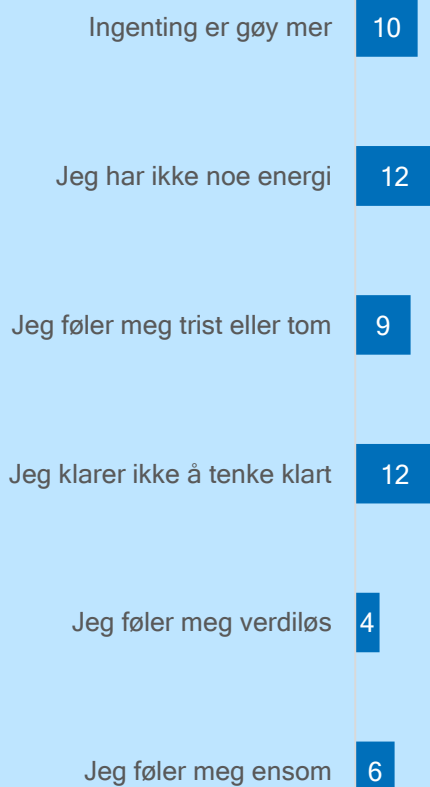 Ingenting er gøy mer 10
Jeg har ikke noe energi 12
Jeg føler meg trist eller tom 9
Jeg klarer ikke å tenke klart 12
Jeg føler meg verdiløs 4
Jeg føler meg ensom 6